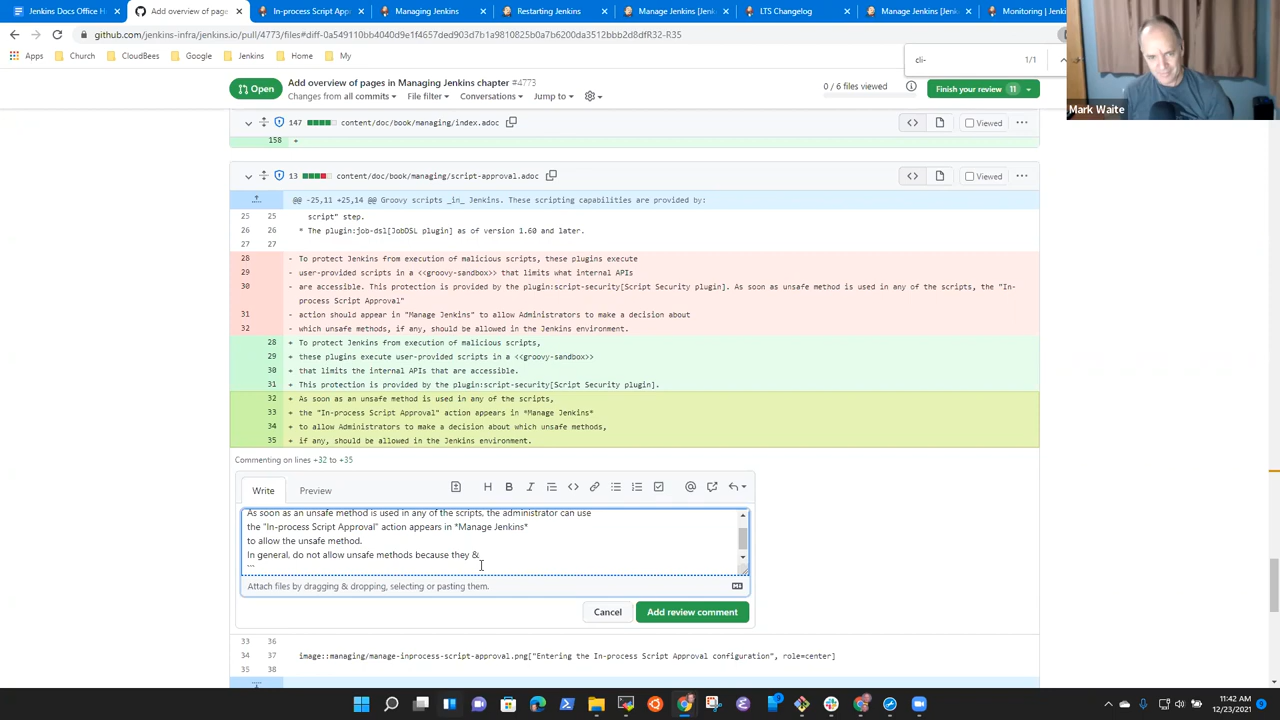 Jenkins Docs Office Hours
Add overview of page
In-process Script App
Managing Jenkins
Restarting Jenkins
Manage Jenkins [Jenk
LTS Changelog
Manage Jenkins [Jenk
Monitoring | Jenkin
github.com/jenkins-infra/jenkins.io/pull/4773/files#diff-0a549110b4040d9e1f4657ded903d7b1a9810825b0a7b6200da3512bbb2d8dfR32-R35
Apps
Church
CloudBees
Google
Jenkins
Home
My
cli-
1/1
Mark Waite
Open
Add overview of pages in Managing Jenkins chapter #4773
Changes from all commits
File filter
Conversations
Jump to
0 / 6 files viewed
Finish your review 11
147 content/doc/book/managing/index.adoc
Viewed
158 +
13 content/doc/book/managing/script-approval.adoc
Viewed
@@ -25,11 +25,14 @@ Groovy scripts _in_ Jenkins. These scripting capabilities are provided by:
25 25 script" step.
26 26 * The plugin:job-dsl[JobDSL plugin] as of version 1.60 and later.
27 27
28 - To protect Jenkins from execution of malicious scripts, these plugins execute
29 - user-provided scripts in a <<groovy-sandbox>> that limits what internal APIs
30 - are accessible. This protection is provided by the plugin:script-security[Script Security plugin]. As soon as unsafe method is used in any of the scripts, the "In-
process Script Approval"
31 - action should appear in "Manage Jenkins" to allow Administrators to make a decision about
32 - which unsafe methods, if any, should be allowed in the Jenkins environment.
28 + To protect Jenkins from execution of malicious scripts,
29 + these plugins execute user-provided scripts in a <<groovy-sandbox>>
30 + that limits the internal APIs that are accessible.
31 + This protection is provided by the plugin:script-security[Script Security plugin].
32 + As soon as an unsafe method is used in any of the scripts,
33 + the "In-process Script Approval" action appears in *Manage Jenkins*
34 + to allow Administrators to make a decision about which unsafe methods,
35 + if any, should be allowed in the Jenkins environment.
Commenting on lines +32 to +35
Write
Preview
As soon as an unsafe method is used in any of the scripts, the administrator can use
the "In-process Script Approval" action appears in *Manage Jenkins*
to allow the unsafe method.
In general, do not allow unsafe methods because they &
```
Attach files by dragging & dropping, selecting or pasting them.
Cancel
Add review comment
33 36
34 37 image::managing/manage-inprocess-script-approval.png["Entering the In-process Script Approval configuration", role=center]
35 38
11:42 AM
12/23/2021